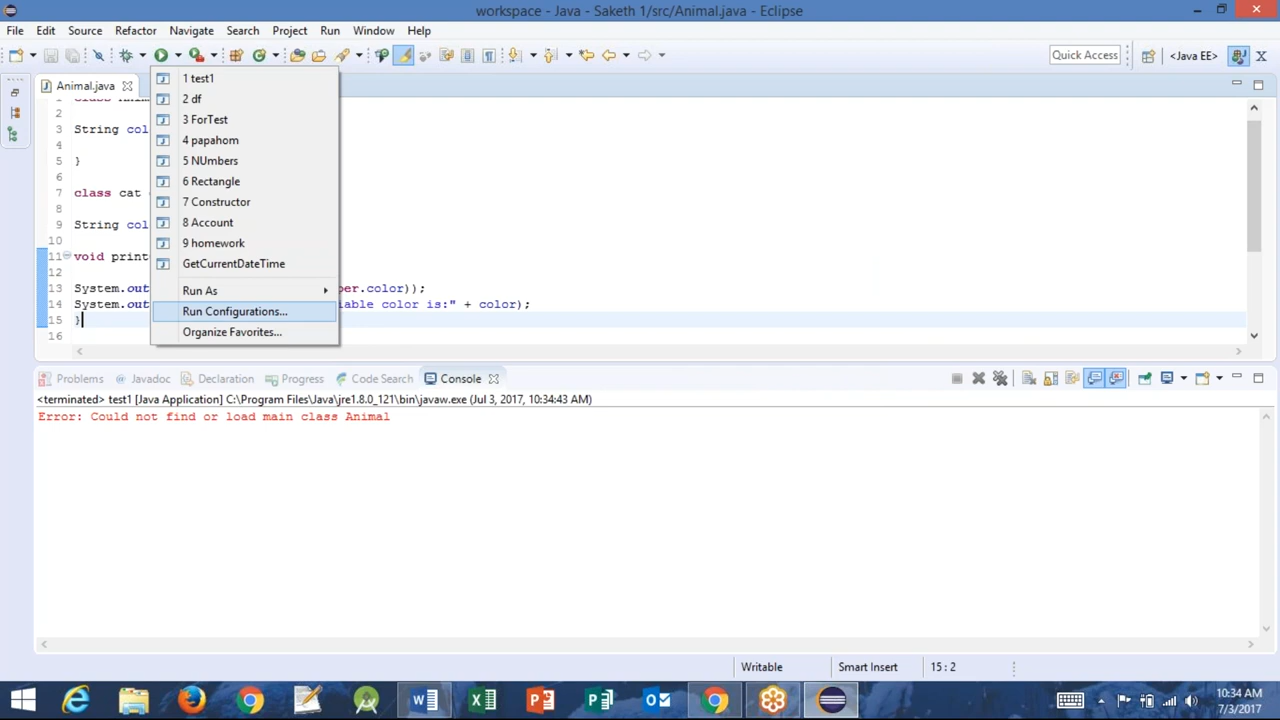 workspace - Java - Saketh 1/src/Animal.java - Eclipse
File Edit Source Refactor Navigate Search Project Run Window Help
Quick Access
<Java EE>
Animal.java
1
2
3 String col
4
5 }
6
7 class cat
8
9 String col
10
11 void print
12
13 System.out per.color));
14 System.out iable color is:" + color);
15 }
16
1 test1
2 df
3 ForTest
4 papahom
5 NUmbers
6 Rectangle
7 Constructor
8 Account
9 homework
GetCurrentDateTime
Run As
Run Configurations...
Organize Favorites...
Problems Javadoc Declaration Progress Code Search Console
<terminated> test1 [Java Application] C:\Program Files\Java\jre1.8.0_121\bin\javaw.exe (Jul 3, 2017, 10:34:43 AM)
Error: Could not find or load main class Animal
Writable Smart Insert 15 : 2
10:34 AM
7/3/2017